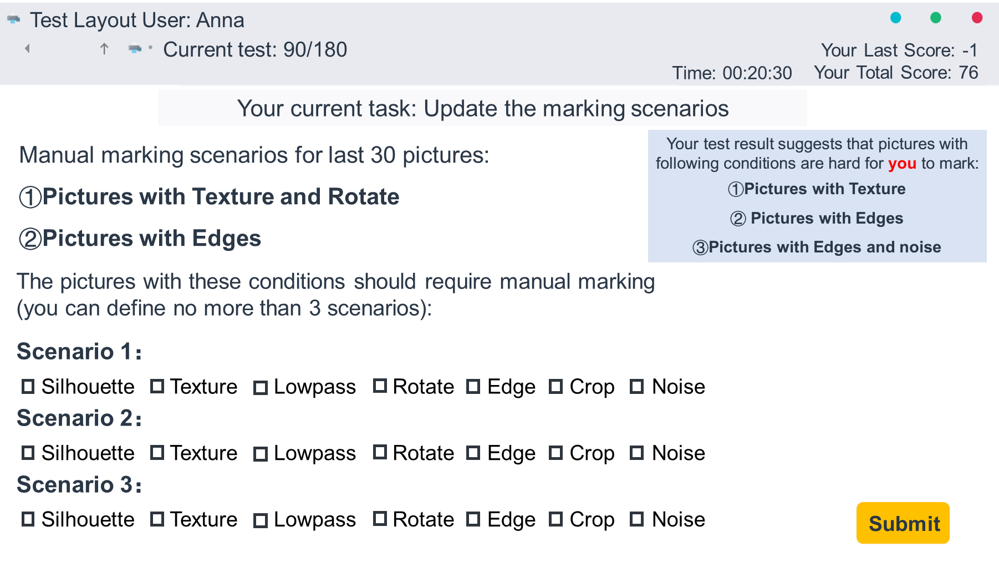 Test Layout User: Anna
Current test: 90/180
Your Last Score: -1
Time: 00:20:30 Your Total Score: 76
Your current task: Update the marking scenarios
Manual marking scenarios for last 30 pictures:
①Pictures with Texture and Rotate
②Pictures with Edges
Your test result suggests that pictures with
following conditions are hard for you to mark:
①Pictures with Texture
② Pictures with Edges
③Pictures with Edges and noise
The pictures with these conditions should require manual marking
(you can define no more than 3 scenarios):
Scenario 1：
Silhouette Texture Lowpass Rotate Edge Crop Noise
Scenario 2：
Silhouette Texture Lowpass Rotate Edge Crop Noise
Scenario 3：
Silhouette Texture Lowpass Rotate Edge Crop Noise
Submit